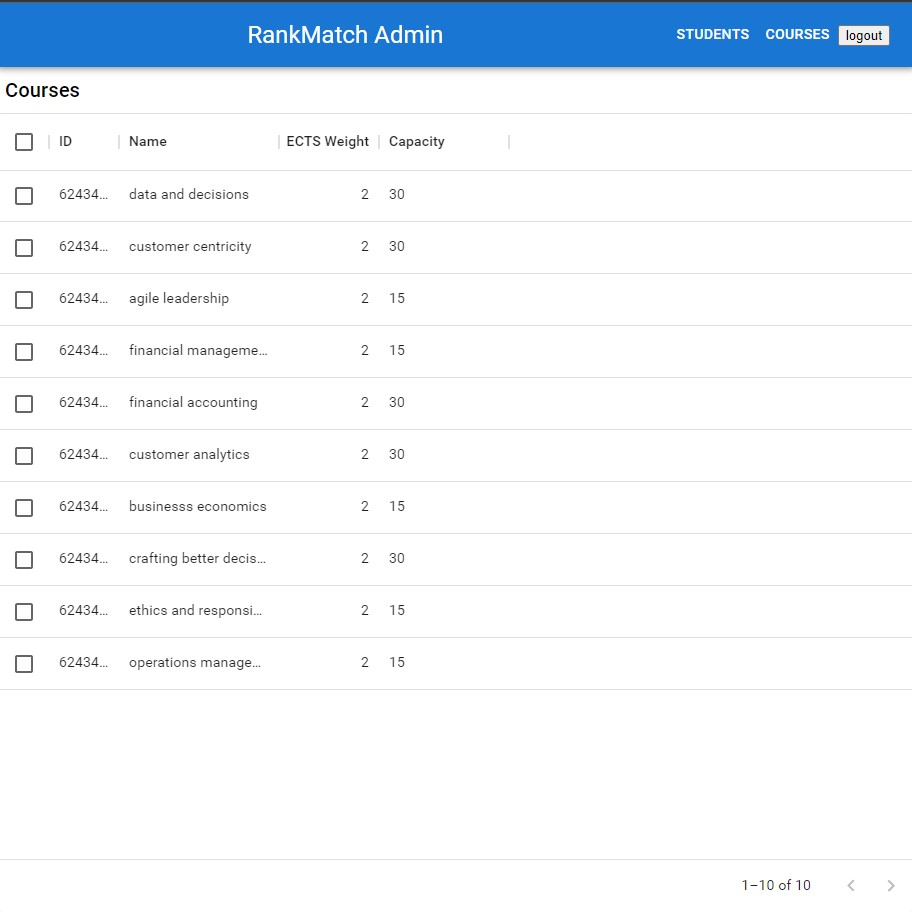 RankMatch Admin STUDENTS COURSES logout
Courses
ID Name ECTS Weight Capacity
62434... data and decisions 2 30
62434... customer centricity 2 30
62434... agile leadership 2 15
62434... financial manageme... 2 15
62434... financial accounting 2 30
62434... customer analytics 2 30
62434... businesss economics 2 15
62434... crafting better decis... 2 30
62434... ethics and responsi... 2 15
62434... operations manage... 2 15
1–10 of 10